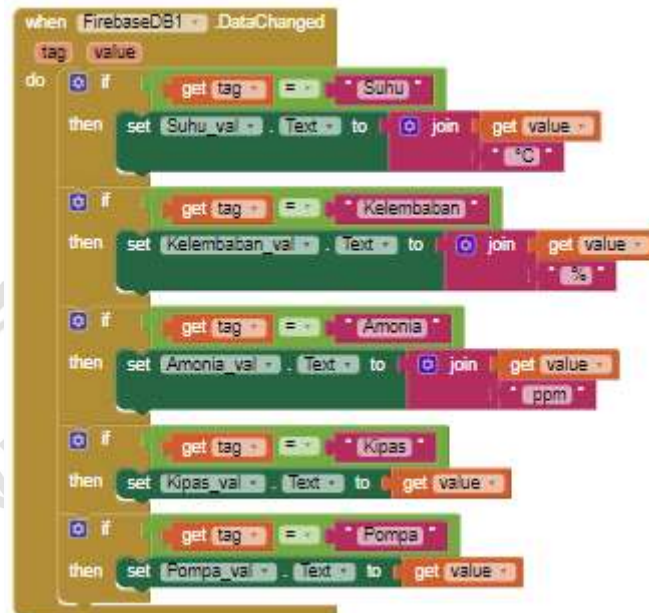 when FirebaseDB1 .DataChanged
tag value
do if get tag = " Suhu "
then set Suhu_val . Text to join get value
" °C "
if get tag = " Kelembaban "
then set Kelembaban_val . Text to join get value
" % "
if get tag = " Amonia "
then set Amonia_val . Text to join get value
" ppm "
if get tag = " Kipas "
then set Kipas_val . Text to get value
if get tag = " Pompa "
then set Pompa_val . Text to get value